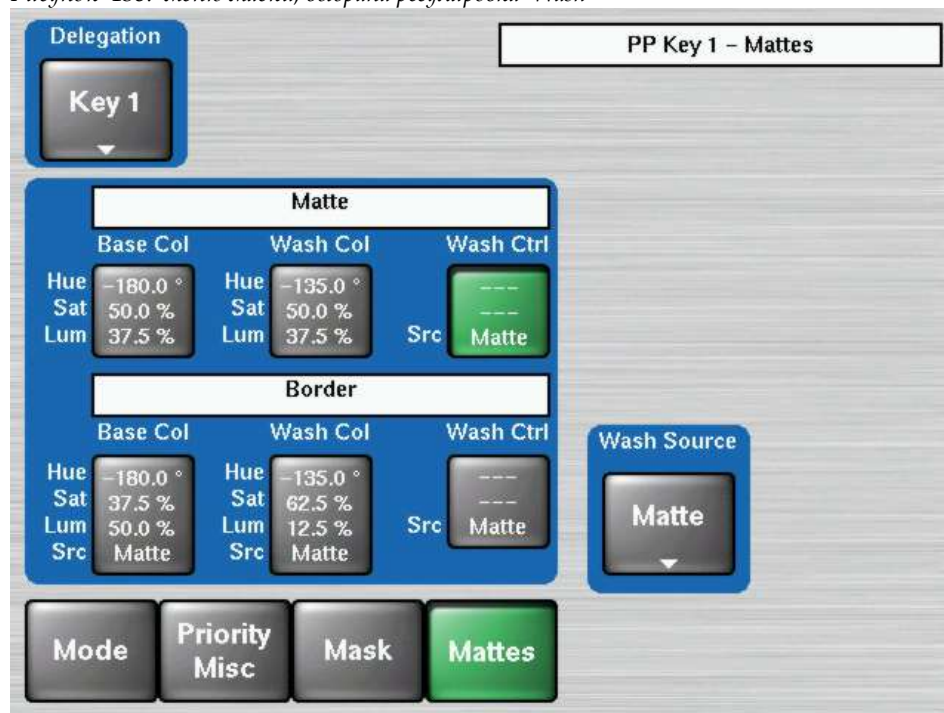 Delegation
PP Key 1 – Mattes
Key 1
Matte
Base Col Wash Col Wash Ctrl
Hue –180.0 ° Hue –135.0 ° ---
Sat 50.0 % Sat 50.0 % ---
Lum 37.5 % Lum 37.5 % Src Matte
Border
Base Col Wash Col Wash Ctrl
Hue –180.0 ° Hue –135.0 ° ---
Sat 37.5 % Sat 62.5 % ---
Lum 50.0 % Lum 12.5 % Src Matte
Src Matte Src Matte
Wash Source
Matte
Mode Priority Misc Mask Mattes